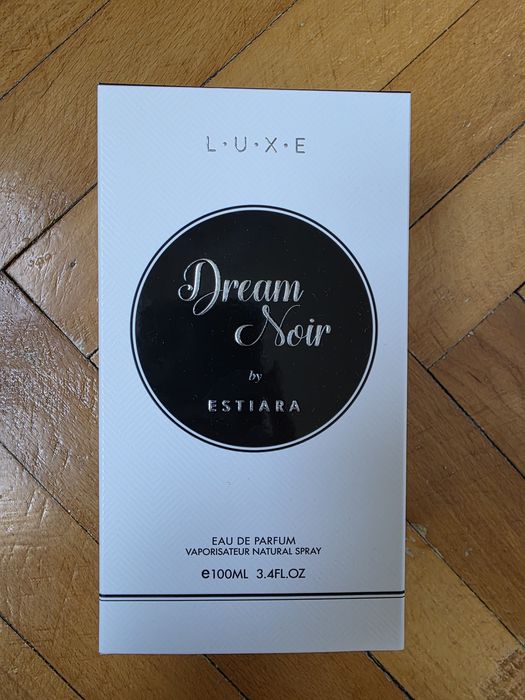 L·U·X·E
Dream
Noir
by
ESTIARA
EAU DE PARFUM
VAPORISATEUR NATURAL SPRAY
℮100ML 3.4FL.OZ